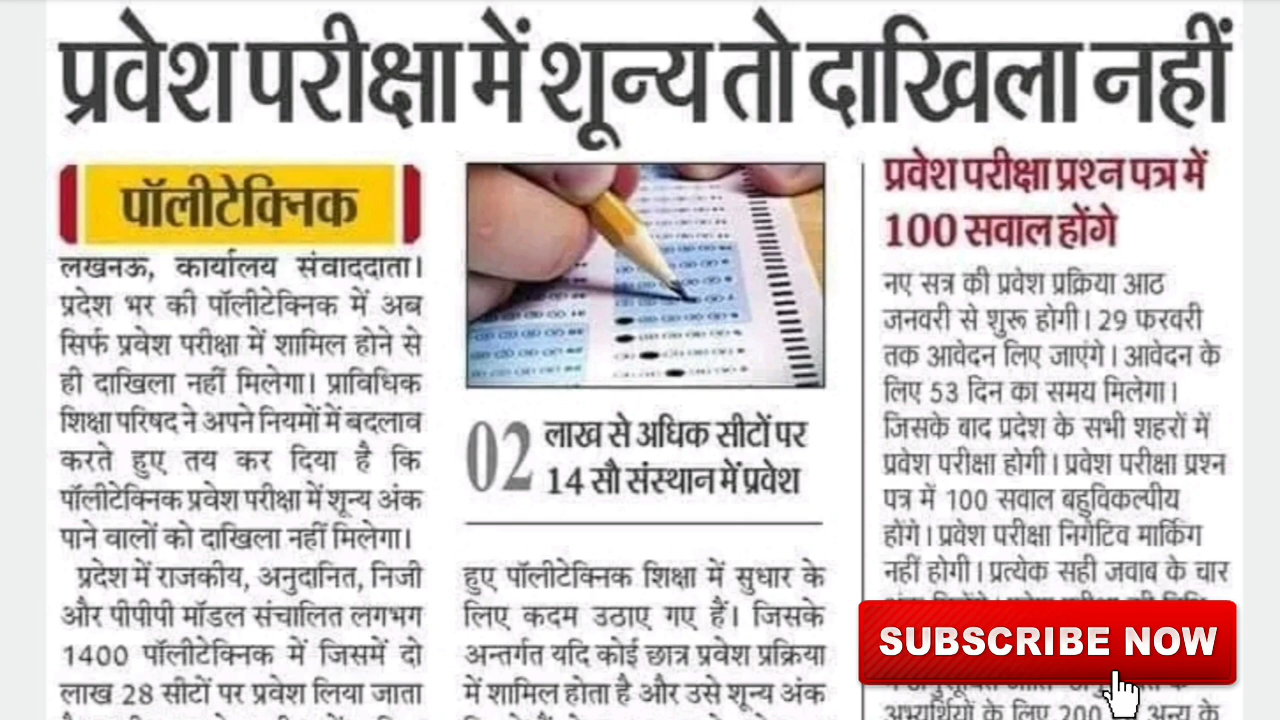 प्रवेश परीक्षा में शून्य तो दाखिला नहीं
पॉलीटेक्निक
लखनऊ, कार्यालय संवाददाता।
प्रदेश भर की पॉलीटेक्निक में अब
सिर्फ प्रवेश परीक्षा में शामिल होने से
ही दाखिला नहीं मिलेगा। प्राविधिक
शिक्षा परिषद ने अपने नियमों में बदलाव
करते हुए तय कर दिया है कि
पॉलीटेक्निक प्रवेश परीक्षा में शून्य अंक
पाने वालों को दाखिला नहीं मिलेगा।
प्रदेश में राजकीय, अनुदानित, निजी
और पीपीपी मॉडल संचालित लगभग
1400 पॉलीटेक्निक में जिसमें दो
लाख 28 सीटों पर प्रवेश लिया जाता
02 लाख से अधिक सीटों पर
14 सौ संस्थान में प्रवेश
हुए पॉलीटेक्निक शिक्षा में सुधार के
लिए कदम उठाए गए हैं। जिसके
अन्तर्गत यदि कोई छात्र प्रवेश प्रक्रिया
में शामिल होता है और उसे शून्य अंक
प्रवेश परीक्षा प्रश्न पत्र में
100 सवाल होंगे
नए सत्र की प्रवेश प्रक्रिया आठ
जनवरी से शुरू होगी। 29 फरवरी
तक आवेदन लिए जाएंगे। आवेदन के
लिए 53 दिन का समय मिलेगा।
जिसके बाद प्रदेश के सभी शहरों में
प्रवेश परीक्षा होगी। प्रवेश परीक्षा प्रश्न
पत्र में 100 सवाल बहुविकल्पीय
होंगे। प्रवेश परीक्षा निगेटिव मार्किंग
नहीं होगी। प्रत्येक सही जवाब के चार
SUBSCRIBE NOW
अभ्यर्थियों के लिए 200 अन्य के